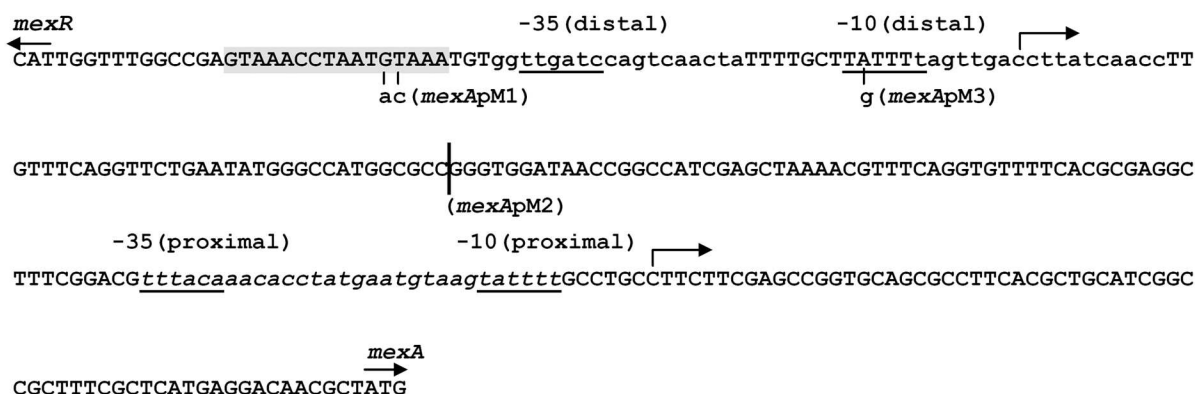 mexR -35(distal) -10(distal)
CATTGGTTTGGCCGAGTAAACCTAATGTAAATGTggttgatccagtcaactaTTTTGCTTATTTtagttgaccttatcaaccTT
ac(mexApM1) g(mexApM3)
GTTTCAGGTTCTGAATATGGGCCATGGCGCCGGGTGGATAACCGGCCATCGAGCTAAAACGTTTCAGGTGTTTTCACGCGAGGC
(mexApM2)
-35(proximal) -10(proximal)
TTTCGGACGtttacaaacacctatgaatgtaagtattttGCCTGCCTTCTTCGAGCCGGTGCAGCGCCTTCACGCTGCATCGGC
mexA
CGCTTTCGCTCATGAGGACAACGCTATG